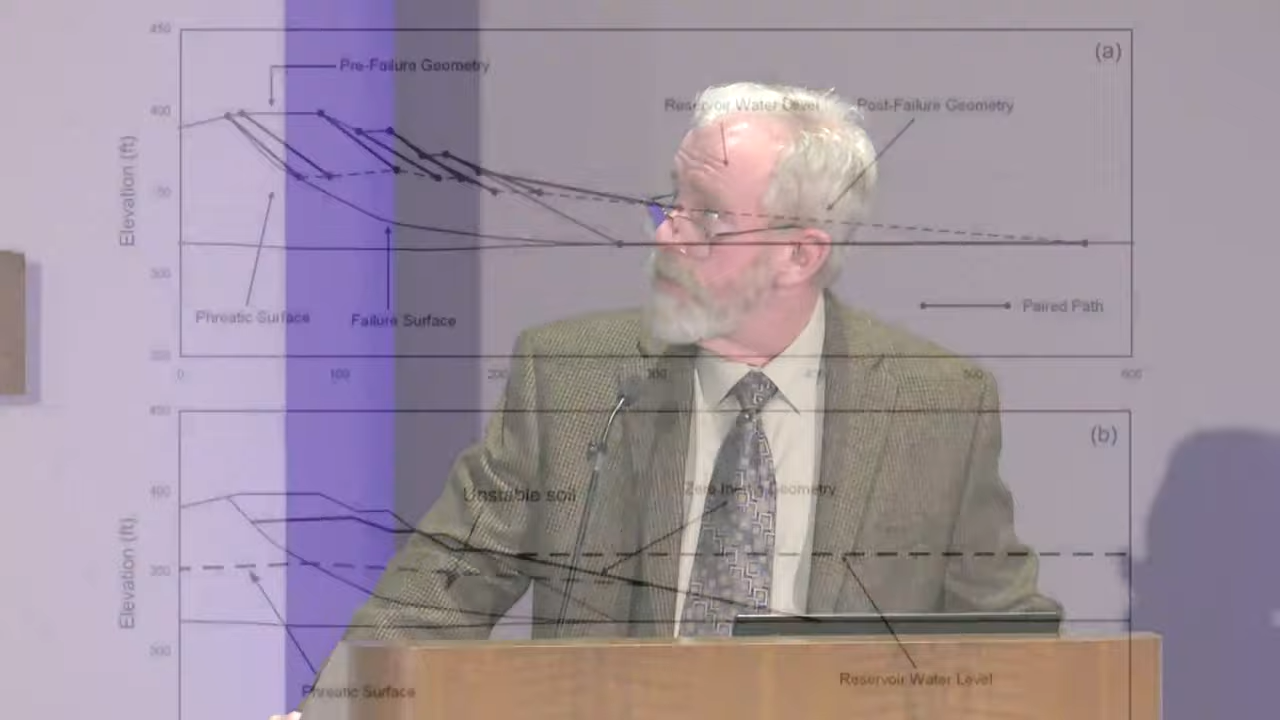 450
(a)
Pre-Failure Geometry
Reservoir Water Level
Post-Failure Geometry
400
Elevation (ft)
300
Phreatic Surface
Failure Surface
Paired Path
0
100
200
300
400
500
600
450
(b)
400
Unstable soil
Geometry
Elevation (ft)
350
300
Reservoir Water Level
Phreatic Surface